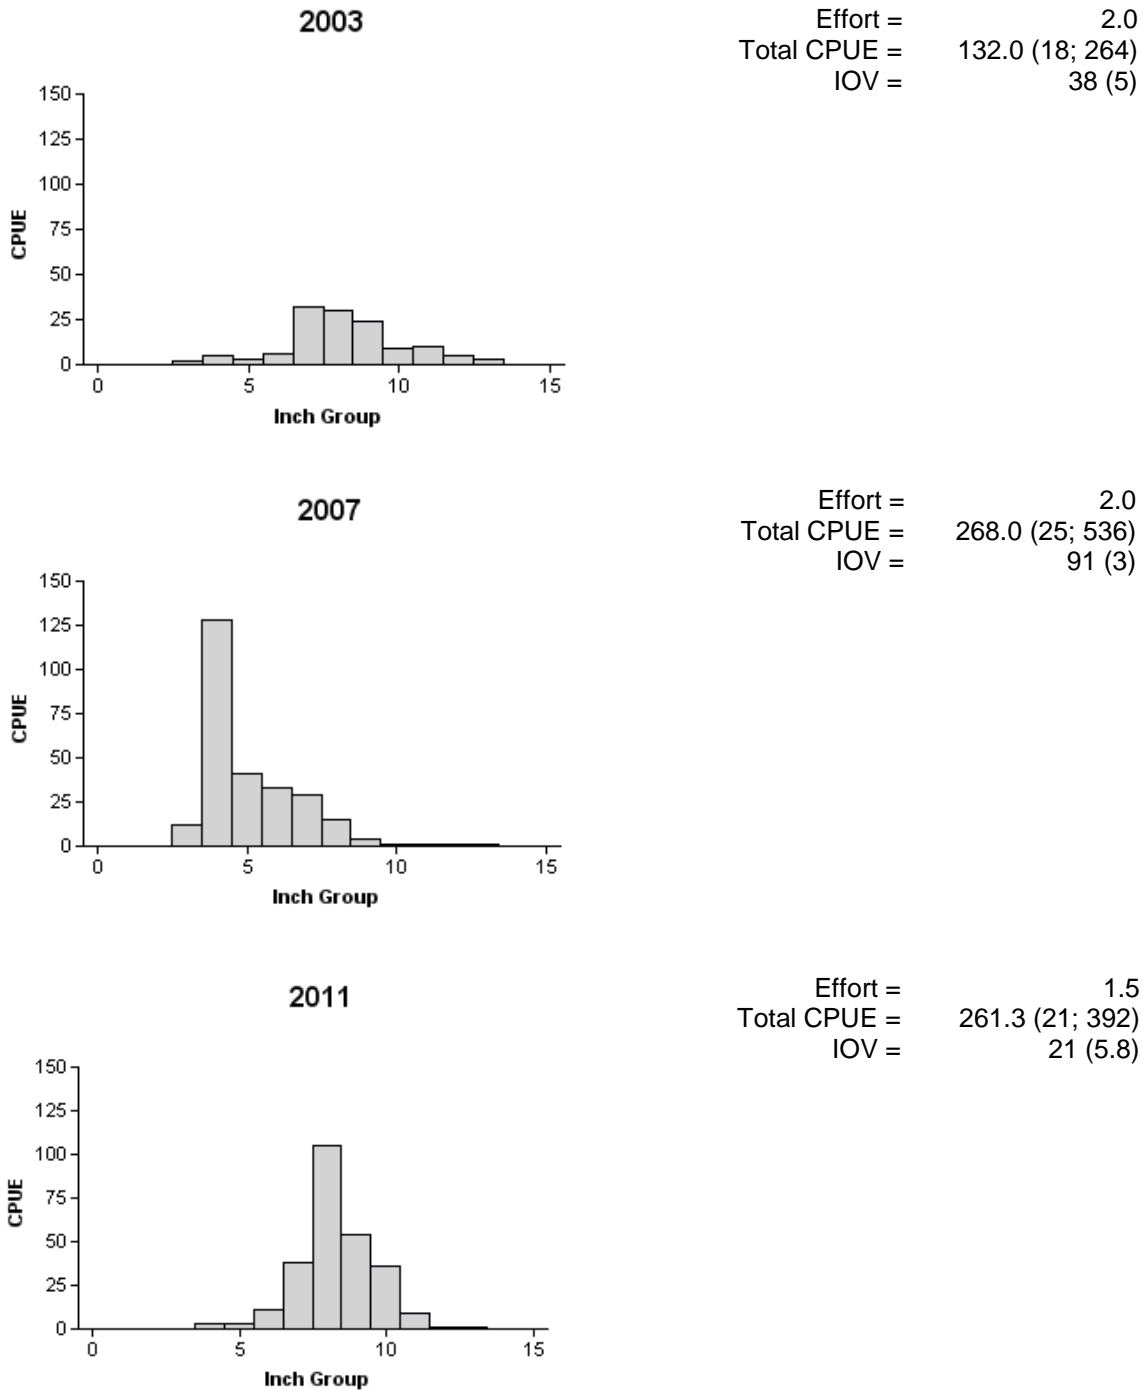 2003
Effort = 2.0
Total CPUE = 132.0 (18; 264)
IOV = 38 (5)
150
125
100
75
50
25
0
CPUE
0 5 10 15
Inch Group
2007
Effort = 2.0
Total CPUE = 268.0 (25; 536)
IOV = 91 (3)
150
125
100
75
50
25
0
CPUE
0 5 10 15
Inch Group
2011
Effort = 1.5
Total CPUE = 261.3 (21; 392)
IOV = 21 (5.8)
150
125
100
75
50
25
0
CPUE
0 5 10 15
Inch Group